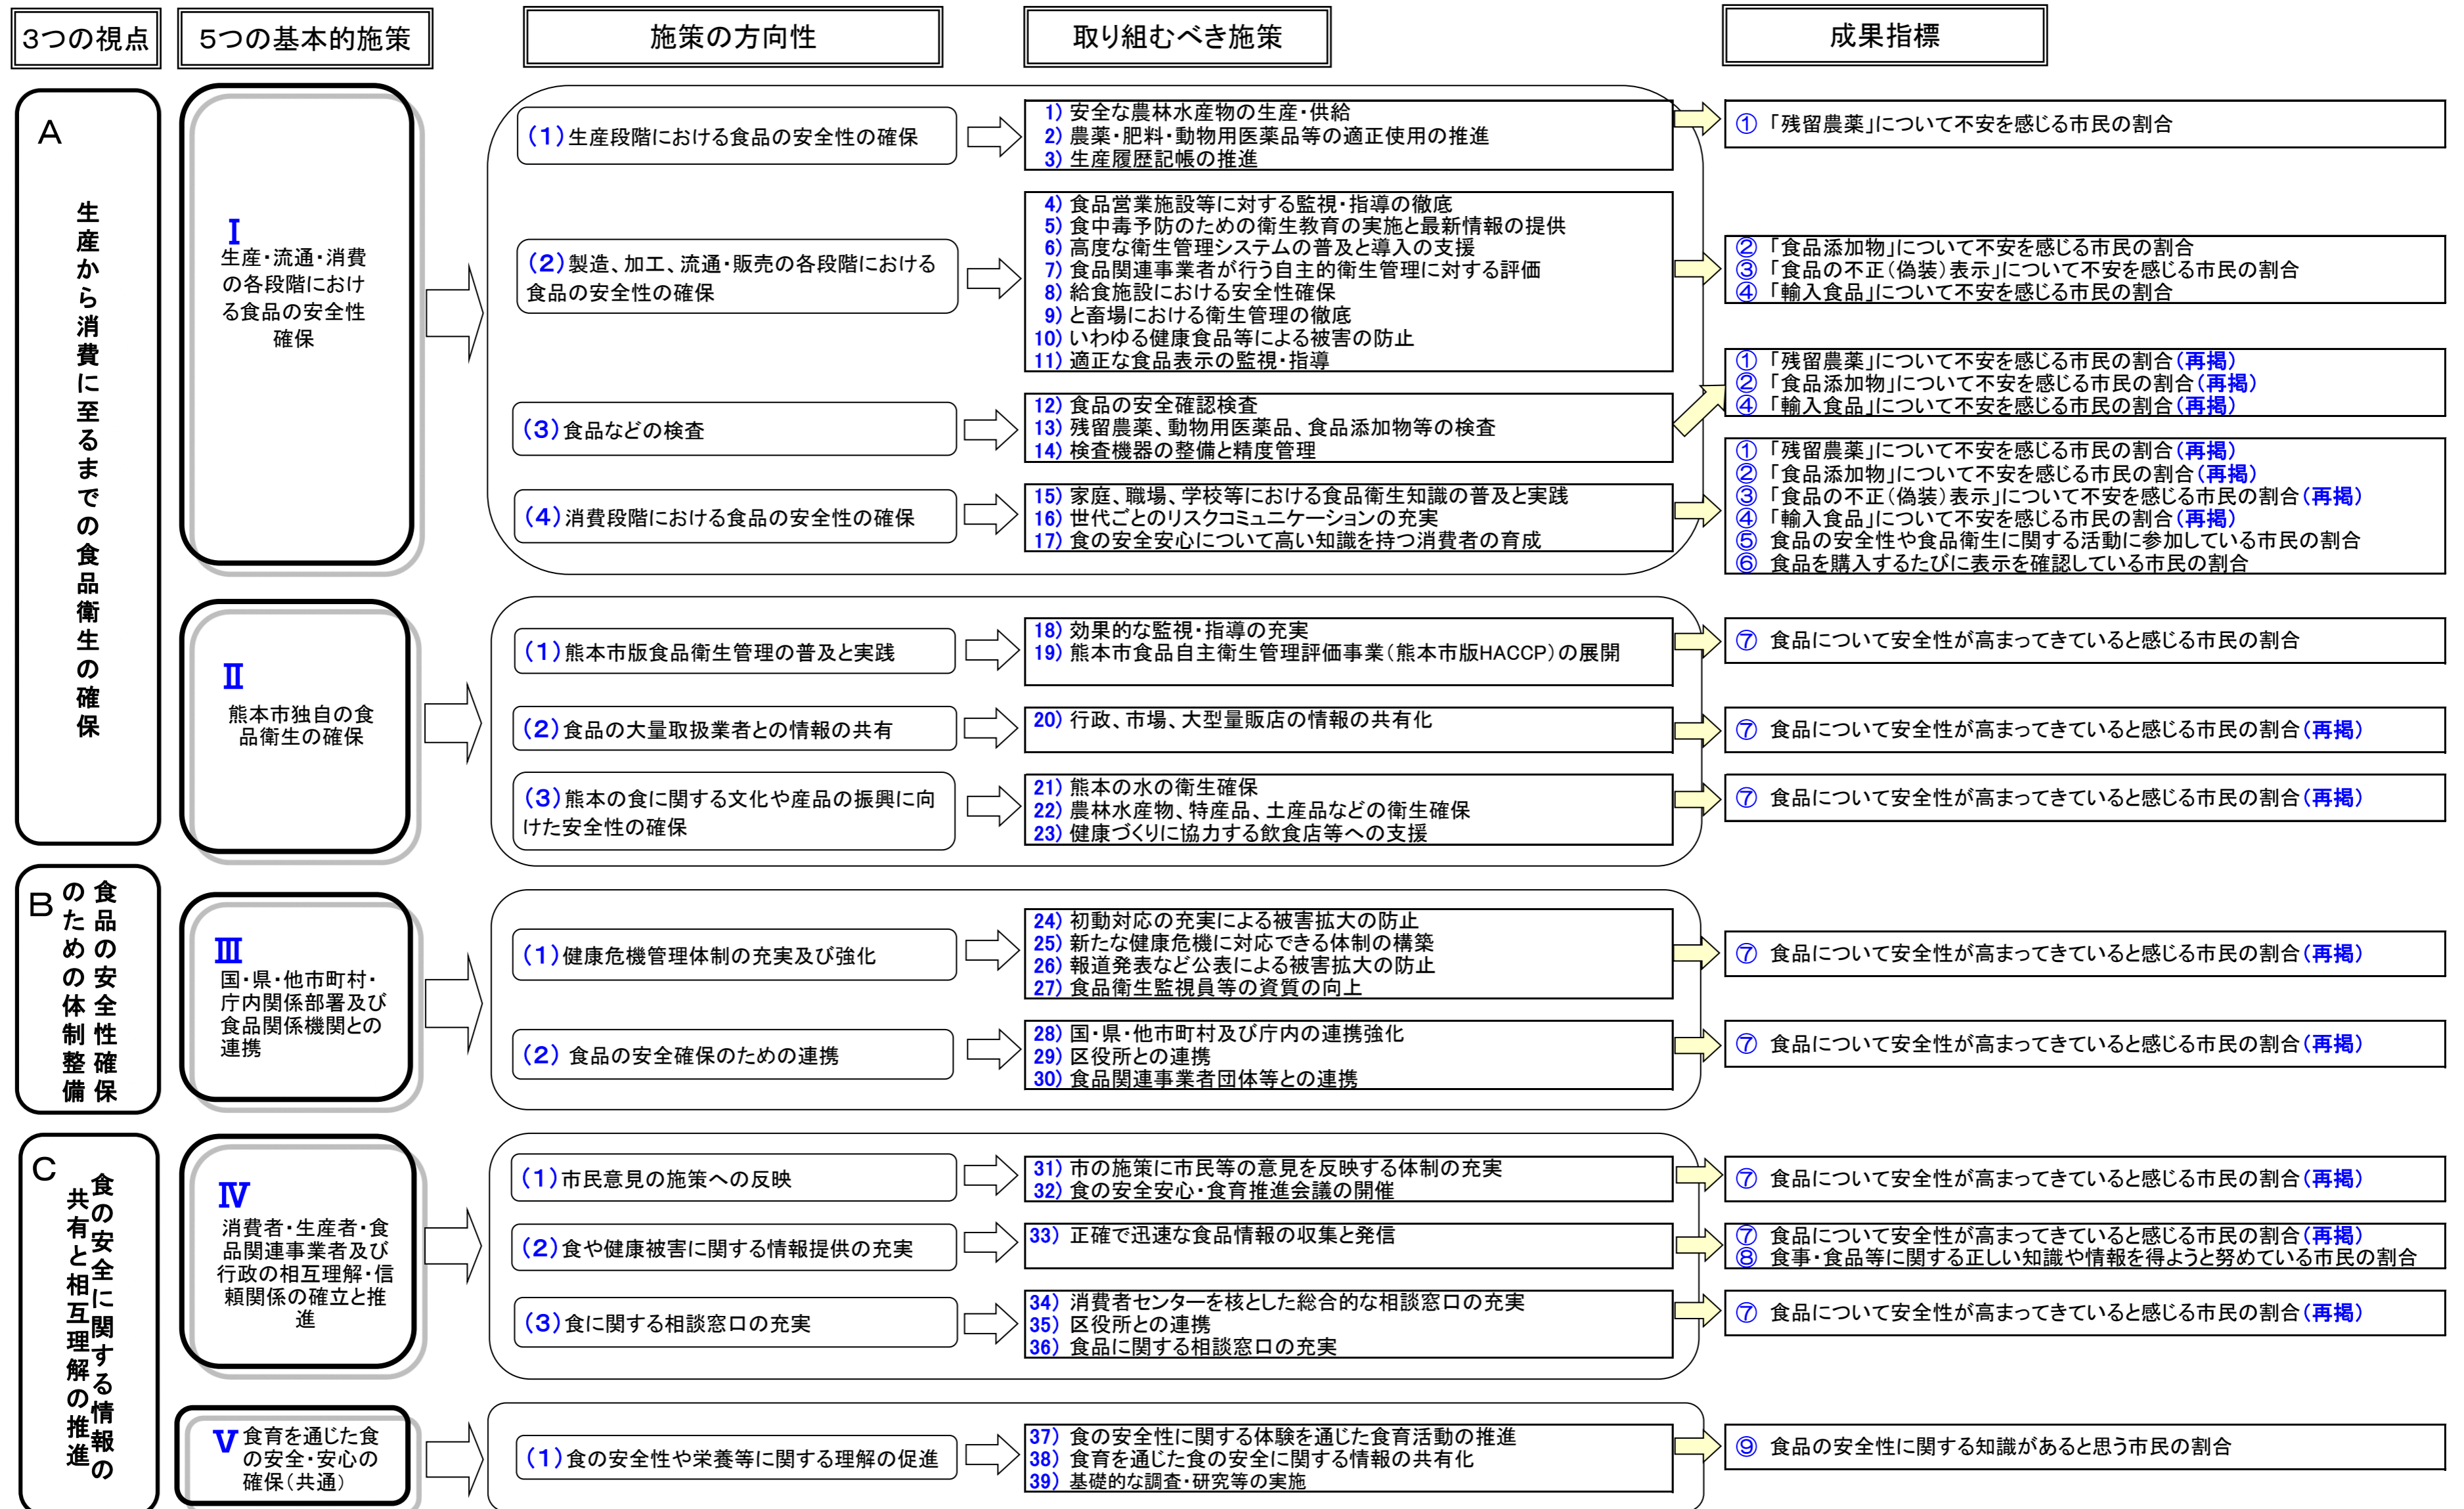 3つの視点
5つの基本的施策
施策の方向性
取り組むべき施策
成果指標
A
生産から消費に至るまでの食品衛生の確保
Ⅰ
生産・流通・消費
の各段階におけ
る食品の安全性
確保
(1)生産段階における食品の安全性の確保
1) 安全な農林水産物の生産・供給
2) 農薬・肥料・動物用医薬品等の適正使用の推進
3) 生産履歴記帳の推進
① 「残留農薬」について不安を感じる市民の割合
(2)製造、加工、流通・販売の各段階における
食品の安全性の確保
4) 食品営業施設等に対する監視・指導の徹底
5) 食中毒予防のための衛生教育の実施と最新情報の提供
6) 高度な衛生管理システムの普及と導入の支援
7) 食品関連事業者が行う自主的衛生管理に対する評価
8) 給食施設における安全性確保
9) と畜場における衛生管理の徹底
10) いわゆる健康食品等による被害の防止
11) 適正な食品表示の監視・指導
② 「食品添加物」について不安を感じる市民の割合
③ 「食品の不正(偽装)表示」について不安を感じる市民の割合
④ 「輸入食品」について不安を感じる市民の割合
(3)食品などの検査
12) 食品の安全確認検査
13) 残留農薬、動物用医薬品、食品添加物等の検査
14) 検査機器の整備と精度管理
① 「残留農薬」について不安を感じる市民の割合(再掲)
② 「食品添加物」について不安を感じる市民の割合(再掲)
④ 「輸入食品」について不安を感じる市民の割合(再掲)
(4)消費段階における食品の安全性の確保
15) 家庭、職場、学校等における食品衛生知識の普及と実践
16) 世代ごとのリスクコミュニケーションの充実
17) 食の安全安心について高い知識を持つ消費者の育成
① 「残留農薬」について不安を感じる市民の割合(再掲)
② 「食品添加物」について不安を感じる市民の割合(再掲)
③ 「食品の不正(偽装)表示」について不安を感じる市民の割合(再掲)
④ 「輸入食品」について不安を感じる市民の割合(再掲)
⑤ 食品の安全性や食品衛生に関する活動に参加している市民の割合
⑥ 食品を購入するたびに表示を確認している市民の割合
Ⅱ
熊本市独自の食
品衛生の確保
(1)熊本市版食品衛生管理の普及と実践
18) 効果的な監視・指導の充実
19) 熊本市食品自主衛生管理評価事業(熊本市版HACCP)の展開
⑦ 食品について安全性が高まってきていると感じる市民の割合
(2)食品の大量取扱業者との情報の共有
20) 行政、市場、大型量販店の情報の共有化
⑦ 食品について安全性が高まってきていると感じる市民の割合(再掲)
(3)熊本の食に関する文化や産品の振興に向
けた安全性の確保
21) 熊本の水の衛生確保
22) 農林水産物、特産品、土産品などの衛生確保
23) 健康づくりに協力する飲食店等への支援
⑦ 食品について安全性が高まってきていると感じる市民の割合(再掲)
B
食品の安全性確保
のための体制整備
Ⅲ
国・県・他市町村・
庁内関係部署及び
食品関係機関との
連携
(1)健康危機管理体制の充実及び強化
24) 初動対応の充実による被害拡大の防止
25) 新たな健康危機に対応できる体制の構築
26) 報道発表など公表による被害拡大の防止
27) 食品衛生監視員等の資質の向上
⑦ 食品について安全性が高まってきていると感じる市民の割合(再掲)
(2) 食品の安全確保のための連携
28) 国・県・他市町村及び庁内の連携強化
29) 区役所との連携
30) 食品関連事業者団体等との連携
⑦ 食品について安全性が高まってきていると感じる市民の割合(再掲)
C
食の安全に関する情報の
共有と相互理解の推進
Ⅳ
消費者・生産者・食
品関連事業者及び
行政の相互理解・信
頼関係の確立と推
進
(1)市民意見の施策への反映
31) 市の施策に市民等の意見を反映する体制の充実
32) 食の安全安心・食育推進会議の開催
⑦ 食品について安全性が高まってきていると感じる市民の割合(再掲)
(2)食や健康被害に関する情報提供の充実
33) 正確で迅速な食品情報の収集と発信
⑦ 食品について安全性が高まってきていると感じる市民の割合(再掲)
⑧ 食事・食品等に関する正しい知識や情報を得ようと努めている市民の割合
(3)食に関する相談窓口の充実
34) 消費者センターを核とした総合的な相談窓口の充実
35) 区役所との連携
36) 食品に関する相談窓口の充実
⑦ 食品について安全性が高まってきていると感じる市民の割合(再掲)
Ⅴ 食育を通じた食
の安全・安心の
確保(共通)
(1)食の安全性や栄養等に関する理解の促進
37) 食の安全性に関する体験を通じた食育活動の推進
38) 食育を通じた食の安全に関する情報の共有化
39) 基礎的な調査・研究等の実施
⑨ 食品の安全性に関する知識があると思う市民の割合